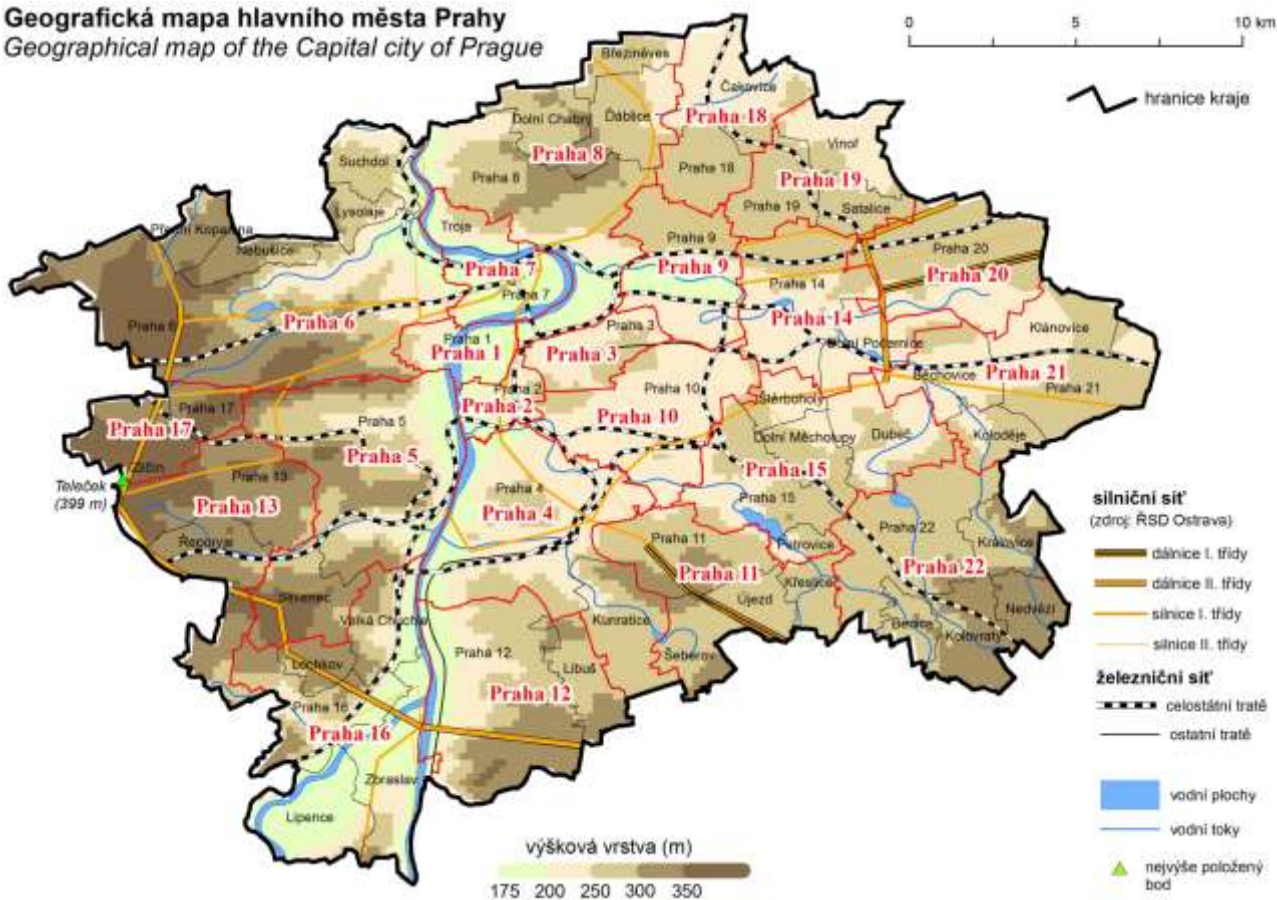 Geografická mapa hlavního města Prahy
Geographical map of the Capital city of Prague
0 5 10 km
hranice kraje
Březiněves
Čakovice
Praha 18
Dolní Chabry
Ďáblice
Vinoř
Praha 8
Suchdol
Praha 8
Praha 18
Praha 19
Lysolaje
Praha 19
Satalice
Přední Kopanina
Nebušice
Troja
Praha 9
Praha 20
Praha 7
Praha 9
Praha 20
Praha 7
Praha 14
Praha 6
Praha 6
Praha 14
Praha 3
Klánovice
Praha 1
Praha 1
Praha 3
Dolní Počernice
Praha 21
Běchovice
Praha 2
Praha 10
Praha 21
Praha 17
Praha 2
Štěrboholy
Praha 17
Praha 5
Praha 10
Dolní Měcholupy
Dubeč
Koloděje
Praha 5
Zličín
Praha 15
Teleček
(399 m)
Praha 13
Praha 13
Praha 4
Praha 4
Praha 15
Praha 22
Řeporyje
Praha 11
Petrovice
Královice
Praha 11
Praha 22
Křeslice
Slivenec
Újezd
Nedvězí
Velká Chuchle
Kunratice
Benice
Kolovraty
Praha 12
Šeberov
Lochkov
Libuš
Praha 12
Praha 16
Praha 16
Zbraslav
Lipence
silniční síť
(zdroj: ŘSD Ostrava)
dálnice I. třídy
dálnice II. třídy
silnice I. třídy
silnice II. třídy
železniční síť
celostátní tratě
ostatní tratě
vodní plochy
vodní toky
nejvýše položený
bod
výšková vrstva (m)
175 200 250 300 350